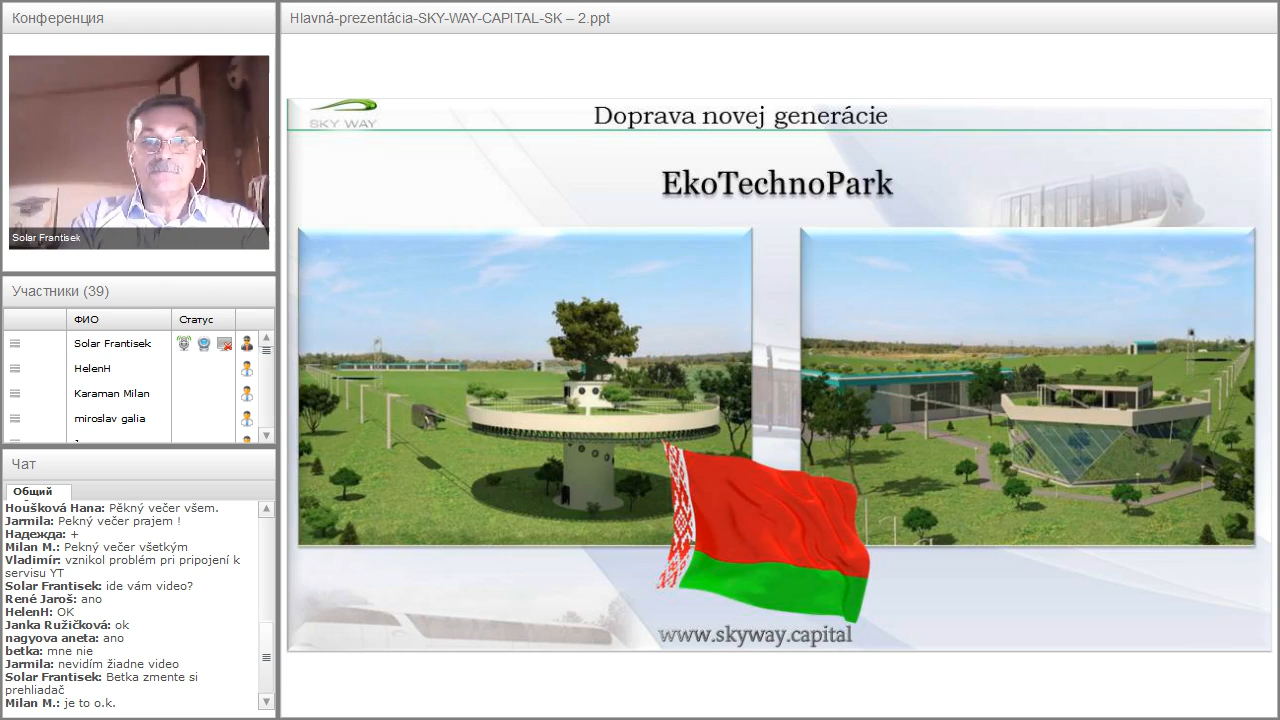 Конференция
Solar Frantisek
Участники (39)
ФИО
Статус
Solar Frantisek
HelenH
Karaman Milan
miroslav galia
Чат
Общий
Houšková Hana: Pěkný večer všem.
Jarmila: Pekný večer prajem !
Надежда: +
Milan M.: Pekný večer všetkým
Vladimír: vznikol problém pri pripojení k
servisu YT
Solar Frantisek: ide vám video?
René Jaroš: ano
HelenH: OK
Janka Ružičková: ok
nagyova aneta: ano
betka: mne nie
Jarmila: nevidím žiadne video
Solar Frantisek: Betka zmente si
prehliadač
Milan M.: je to o.k.
Hlavná-prezentácia-SKY-WAY-CAPITAL-SK – 2.ppt
SKY WAY
Doprava novej generácie
EkoTechnoPark
www.skyway.capital